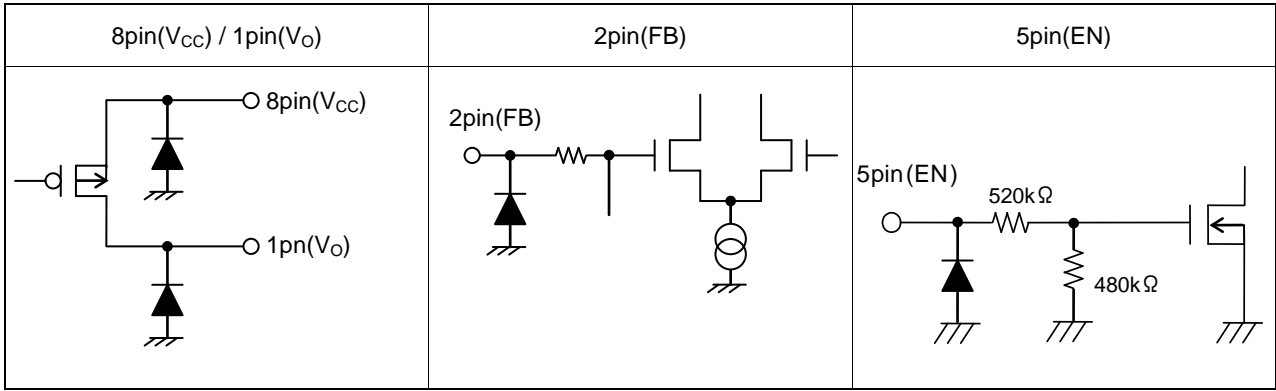 8pin(VCC) / 1pin(VO)
2pin(FB)
5pin(EN)
8pin(VCC)
1pn(VO)
2pin(FB)
5pin(EN)
520kΩ
480kΩ